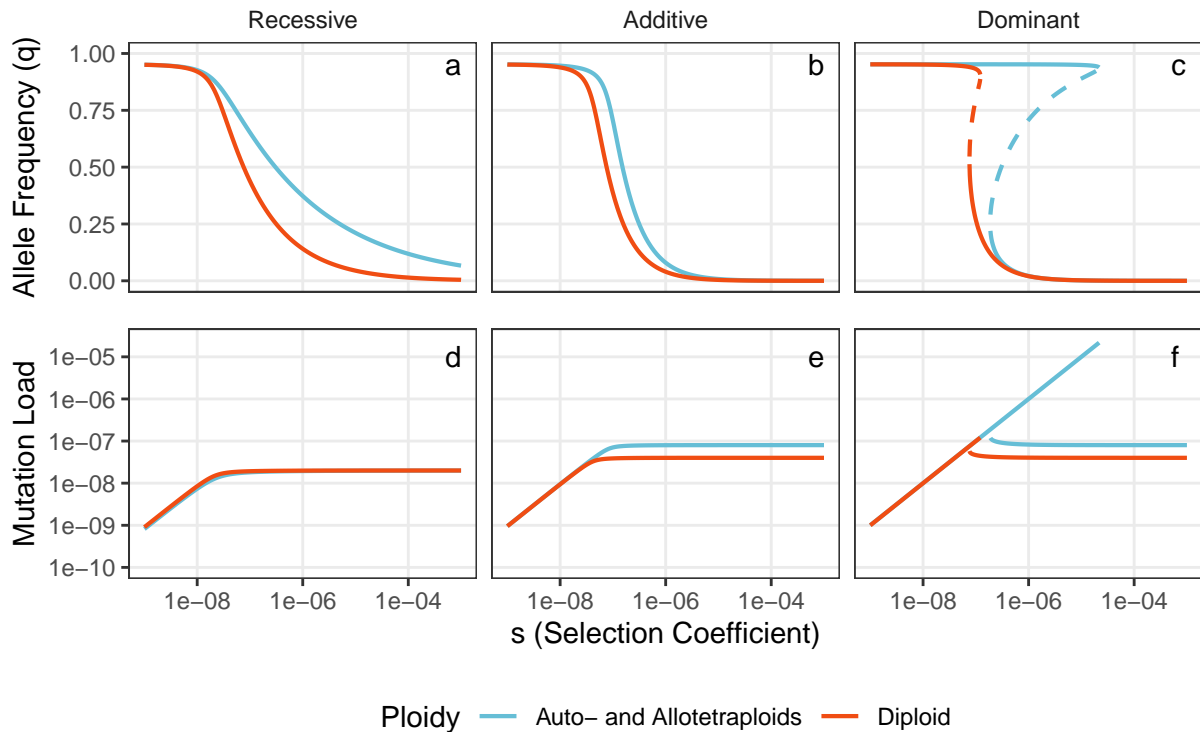 Recessive Additive Dominant
Allele Frequency (q)
1.00
0.75
0.50
0.25
0.00
a b c
Mutation Load
1e−05
1e−06
1e−07
1e−08
1e−09
1e−10
d e f
1e−08 1e−06 1e−04 1e−08 1e−06 1e−04 1e−08 1e−06 1e−04
s (Selection Coefficient)
Ploidy Auto− and Allotetraploids Diploid